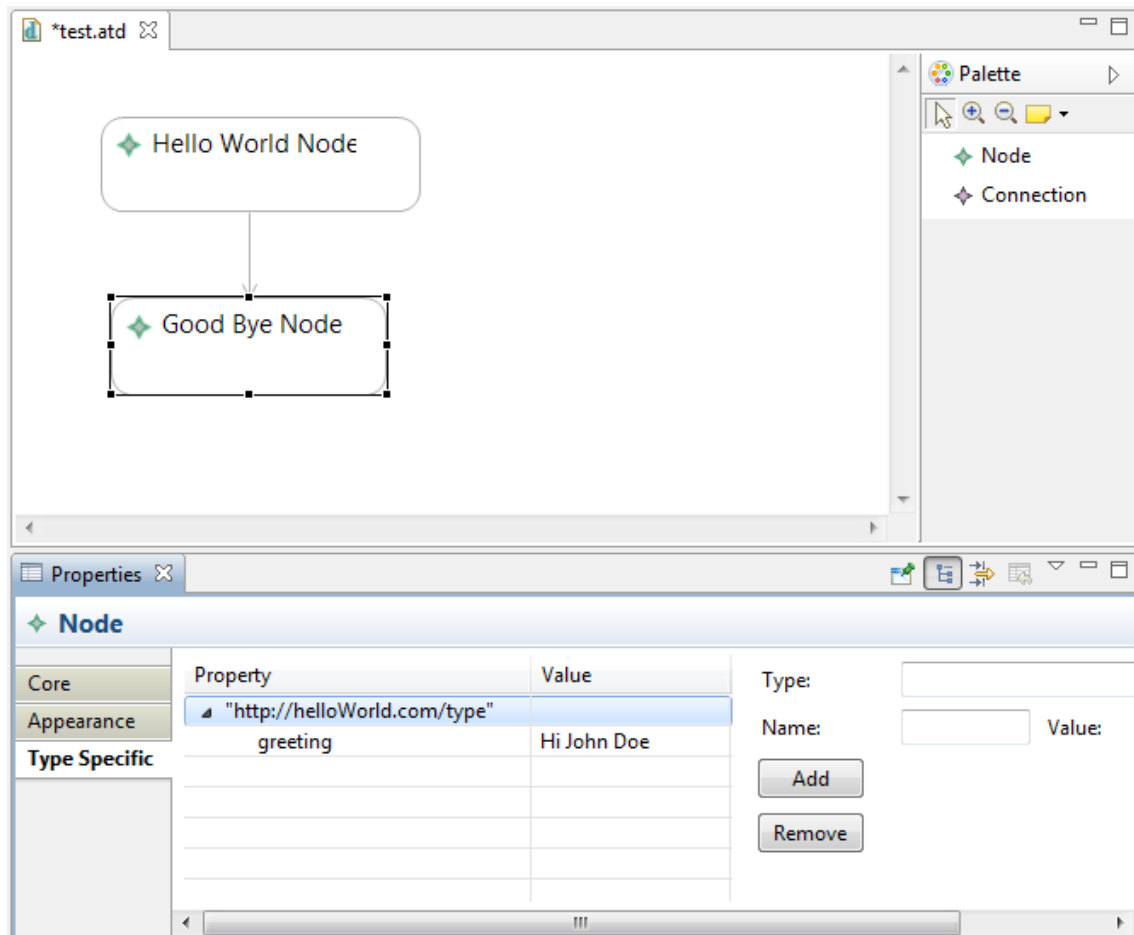 *test.atd
Palette
Hello World Node
Node
Connection
Good Bye Node
Properties
Node
Core
Appearance
Type Specific
Property Value
"http://helloWorld.com/type"
greeting Hi John Doe
Type:
Name: Value:
Add
Remove